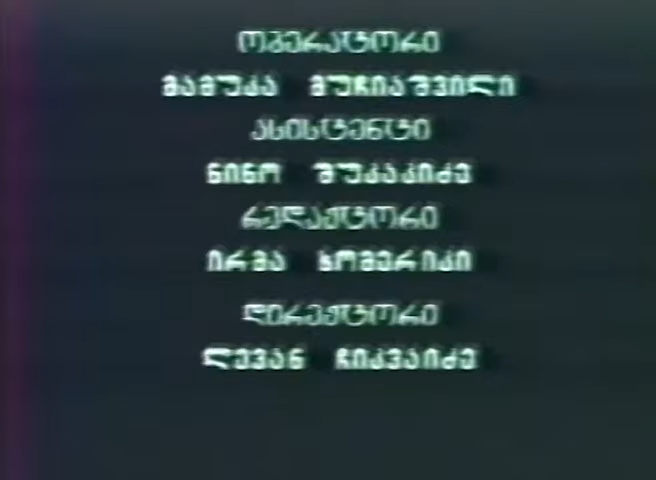 ოპერატორი
მამუკა მუჩიაშვილი
ასისტენტი
ნინო შუკაკიძე
რედაქტორი
ირმა ხომერიკი
დირექტორი
ლევან ჩიკვაიძე